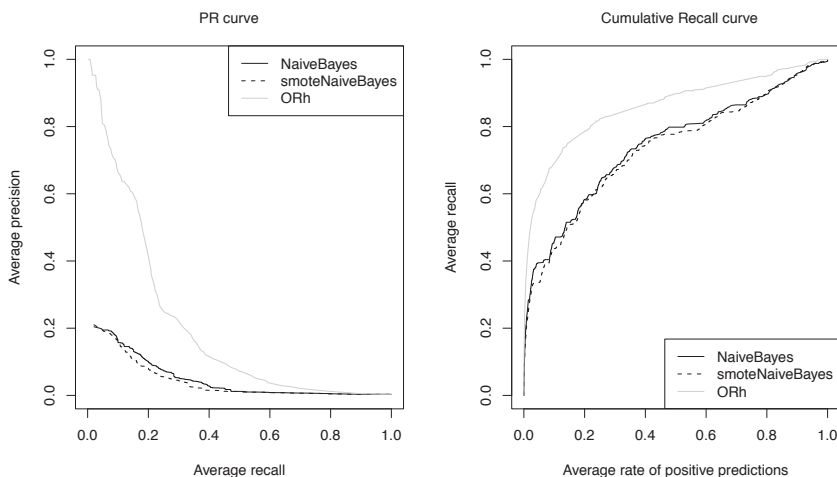 PR curve
Average precision
1.0
0.8
0.6
0.4
0.2
0.0
NaiveBayes
smoteNaiveBayes
ORh
0.0 0.2 0.4 0.6 0.8 1.0
Average recall
Cumulative Recall curve
Average recall
1.0
0.8
0.6
0.4
0.2
0.0
NaiveBayes
smoteNaiveBayes
ORh
0.0 0.2 0.4 0.6 0.8 1.0
Average rate of positive predictions